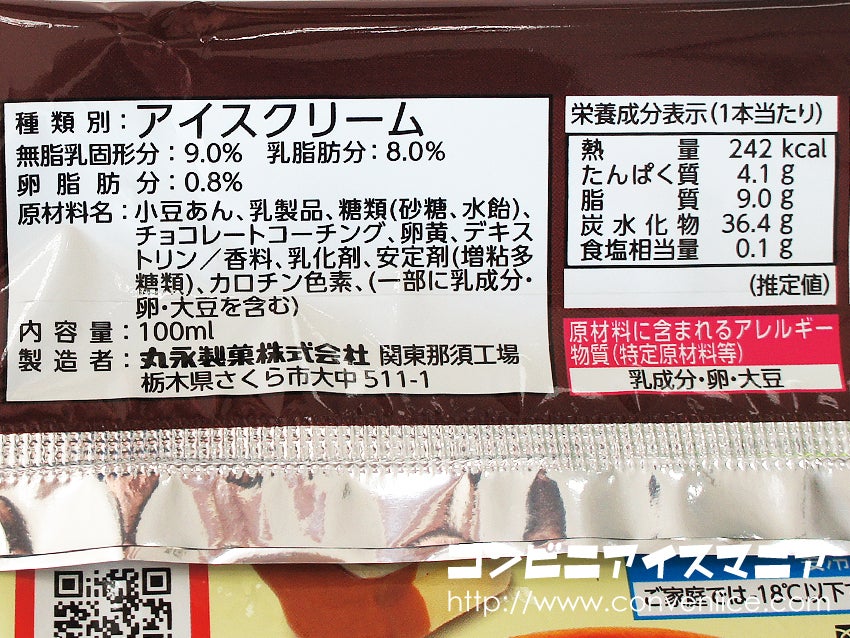 種類別：アイスクリーム
無脂乳固形分：9.0%　乳脂肪分：8.0%
卵脂肪分：0.8%
原材料名：小豆あん、乳製品、糖類(砂糖、水飴)、
チョコレートコーチング、卵黄、デキス
トリン／香料、乳化剤、安定剤(増粘多
糖類)、カロチン色素、(一部に乳成分・
卵・大豆を含む)
内容量：100ml
製造者：丸永製菓株式会社 関東那須工場
栃木県さくら市大中511-1
栄養成分表示(1本当たり)
熱量 242 kcal
たんぱく質 4.1 g
脂質 9.0 g
炭水化物 36.4 g
食塩相当量 0.1 g
(推定値)
原材料に含まれるアレルギー
物質(特定原材料等)
乳成分・卵・大豆
コンビニアイスマニア
ご家庭では、-18℃以下
http://www.conveniice.com